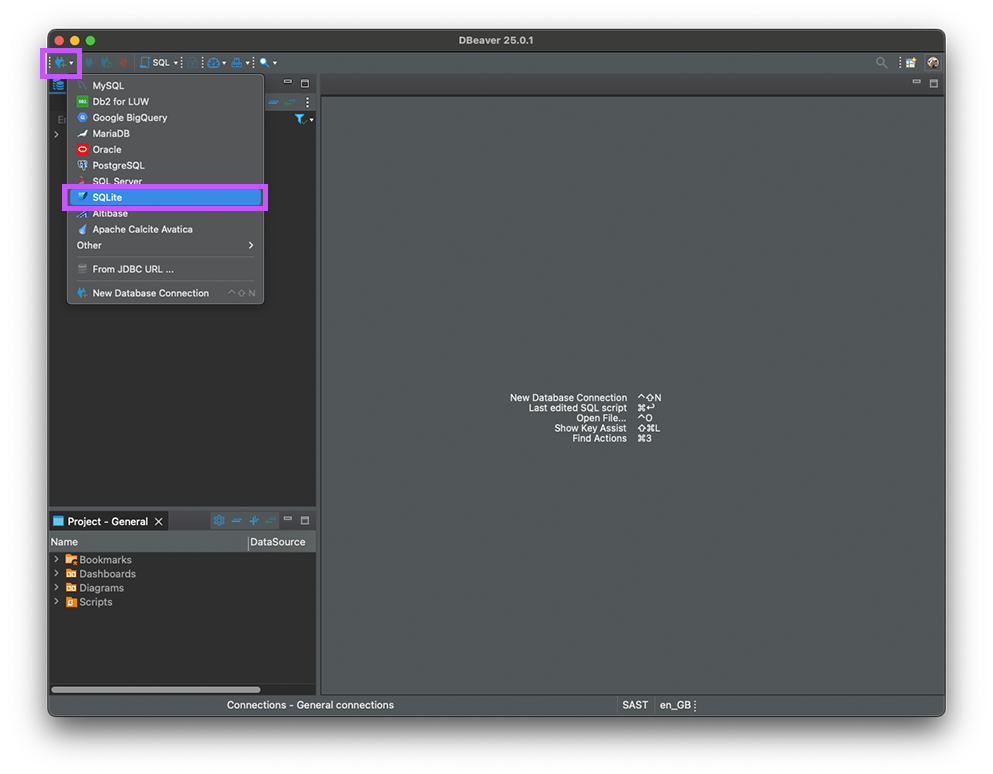 DBeaver 25.0.1
SQL
MySQL
Db2 for LUW
Google BigQuery
MariaDB
Oracle
PostgreSQL
SQL Server
SQLite
Altibase
Apache Calcite Avatica
Other
From JDBC URL ...
New Database Connection ^⇧N
New Database Connection ^⇧N
Last edited SQL script ⌘↩
Open File... ^O
Show Key Assist ⇧⌘L
Find Actions ⌘3
Project - General
Name DataSource
Bookmarks
Dashboards
Diagrams
Scripts
Connections - General connections SAST en_GB